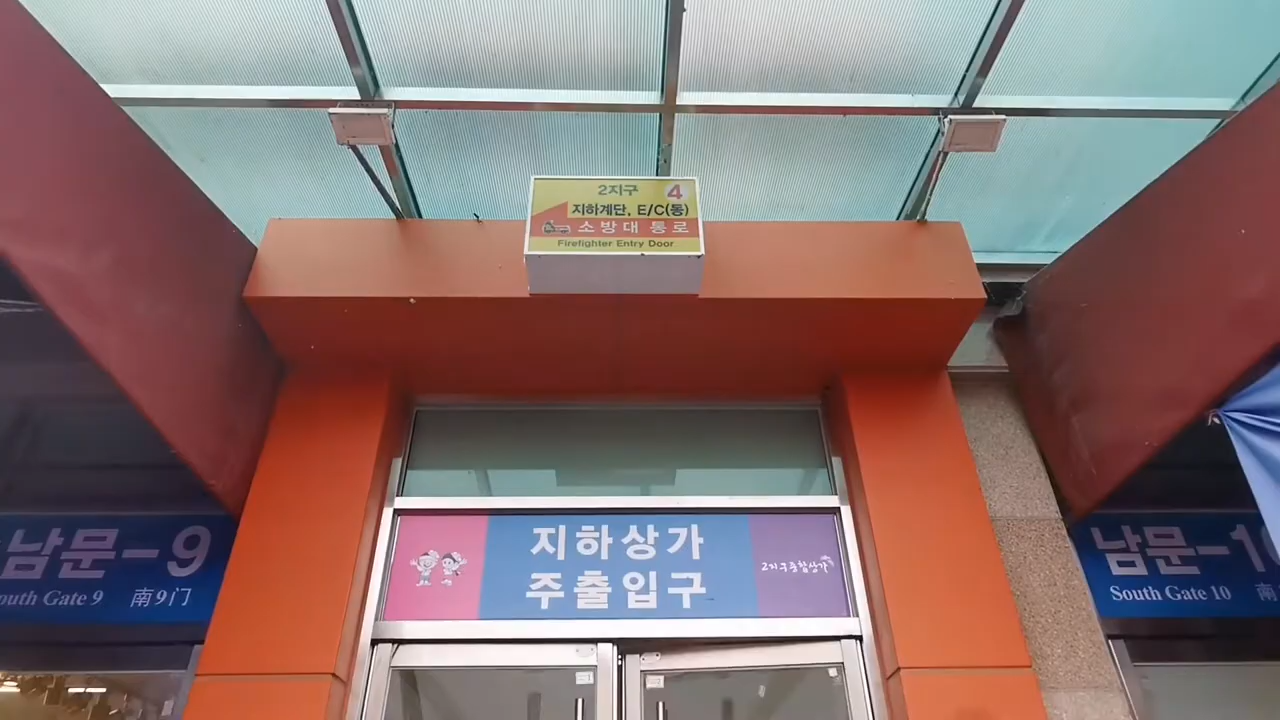 2지구 4
지하계단, E/C(동)
소방대 통로
Firefighter Entry Door
지하상가
주출입구
2지구종합상가
남문-9
South Gate 9 南9门
남문-10
South Gate 10 南